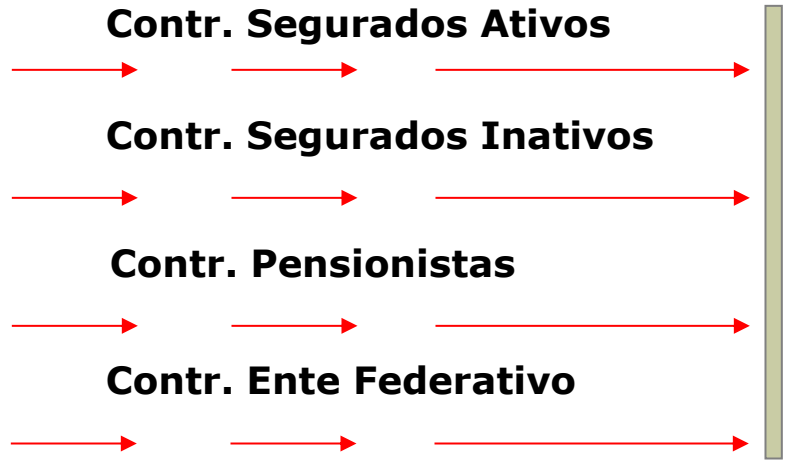 Contr. Segurados Ativos
Contr. Segurados Inativos
Contr. Pensionistas
Contr. Ente Federativo